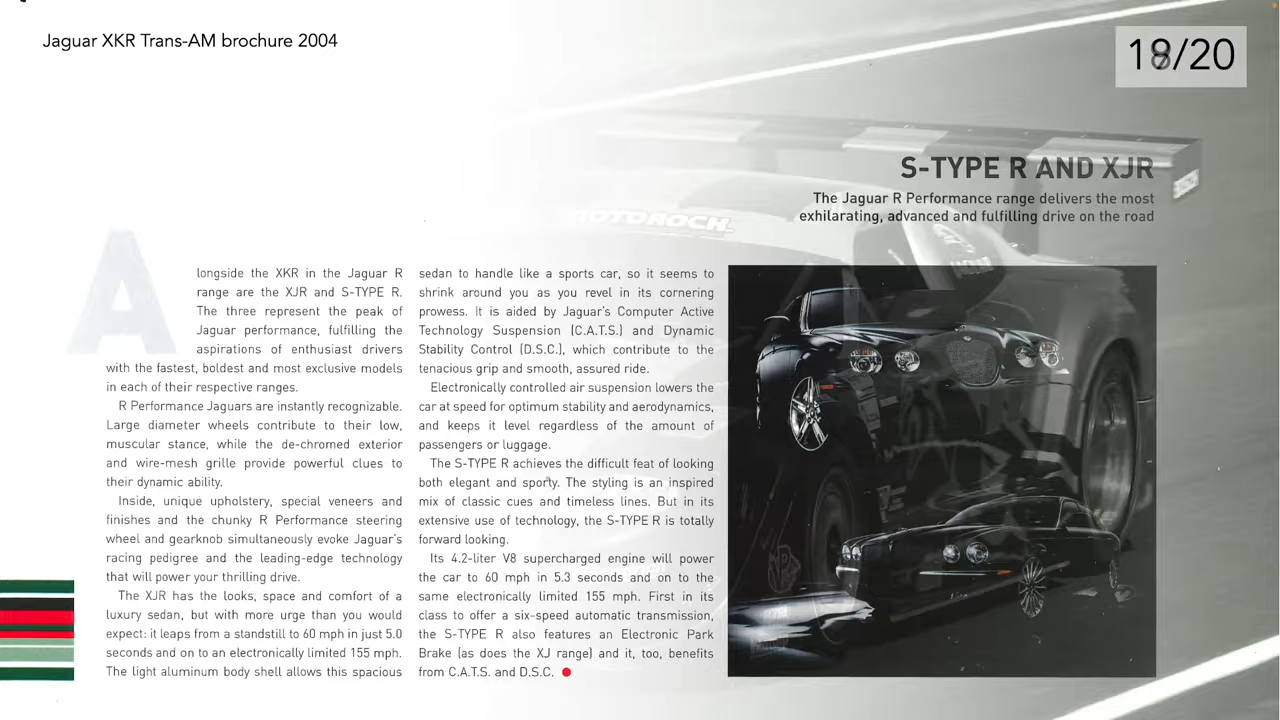 Jaguar XKR Trans-AM brochure 2004
/20
S-TYPE R AND XJR
The Jaguar R Performance range delivers the most
exhilarating, advanced and fulfilling drive on the road
MOTOROCK
A
longside the XKR in the Jaguar R
range are the XJR and S-TYPE R.
The three represent the peak of
Jaguar performance, fulfilling the
aspirations of enthusiast drivers
with the fastest, boldest and most exclusive models
in each of their respective ranges.
R Performance Jaguars are instantly recognizable.
Large diameter wheels contribute to their low,
muscular stance, while the de-chromed exterior
and wire-mesh grille provide powerful clues to
their dynamic ability.
Inside, unique upholstery, special veneers and
finishes and the chunky R Performance steering
wheel and gearknob simultaneously evoke Jaguar's
racing pedigree and the leading-edge technology
that will power your thrilling drive.
The XJR has the looks, space and comfort of a
luxury sedan, but with more urge than you would
expect: it leaps from a standstill to 60 mph in just 5.0
seconds and on to an electronically limited 155 mph.
The light aluminum body shell allows this spacious
sedan to handle like a sports car, so it seems to
shrink around you as you revel in its cornering
prowess. It is aided by Jaguar's Computer Active
Technology Suspension (C.A.T.S.) and Dynamic
Stability Control (D.S.C.), which contribute to the
tenacious grip and smooth, assured ride.
Electronically controlled air suspension lowers the
car at speed for optimum stability and aerodynamics,
and keeps it level regardless of the amount of
passengers or luggage.
The S-TYPE R achieves the difficult feat of looking
both elegant and sporty. The styling is an inspired
mix of classic cues and timeless lines. But in its
extensive use of technology, the S-TYPE R is totally
forward looking.
Its 4.2-liter V8 supercharged engine will power
the car to 60 mph in 5.3 seconds and on to the
same electronically limited 155 mph. First in its
class to offer a six-speed automatic transmission,
the S-TYPE R also features an Electronic Park
Brake (as does the XJ range) and it, too, benefits
from C.A.T.S. and D.S.C.